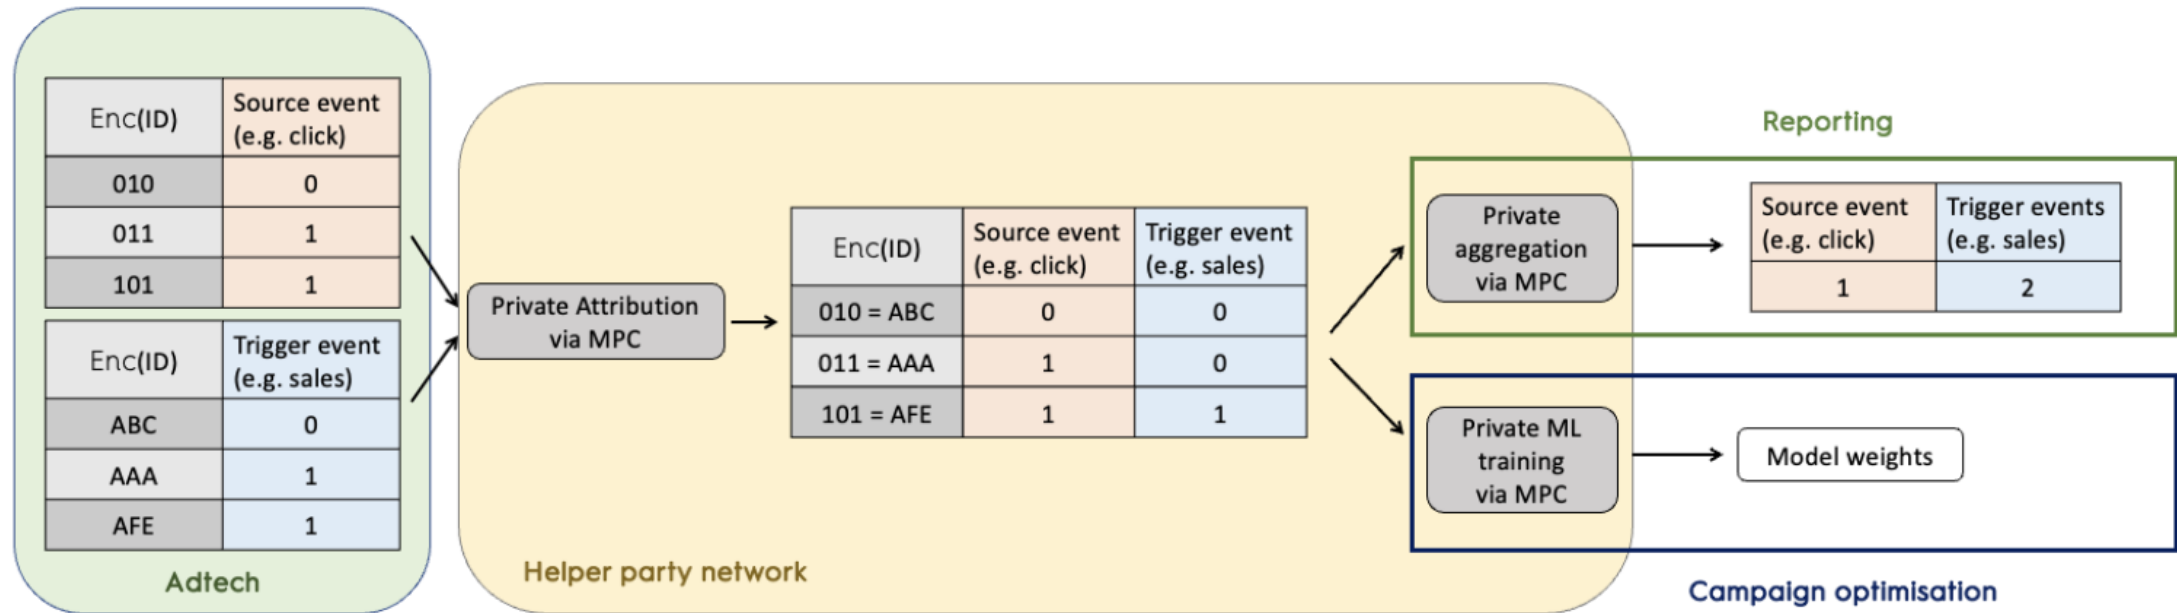 Enc(ID)
Source event
(e.g. click)
010
0
011
1
101
1
Enc(ID)
Trigger event
(e.g. sales)
ABC
0
AAA
1
AFE
1
Adtech
Private Attribution
via MPC
Enc(ID)
Source event
(e.g. click)
Trigger event
(e.g. sales)
010 = ABC
0
0
011 = AAA
1
0
101 = AFE
1
1
Helper party network
Reporting
Private
aggregation
via MPC
Source event
(e.g. click)
Trigger events
(e.g. sales)
1
2
Private ML
training
via MPC
Model weights
Campaign optimisation